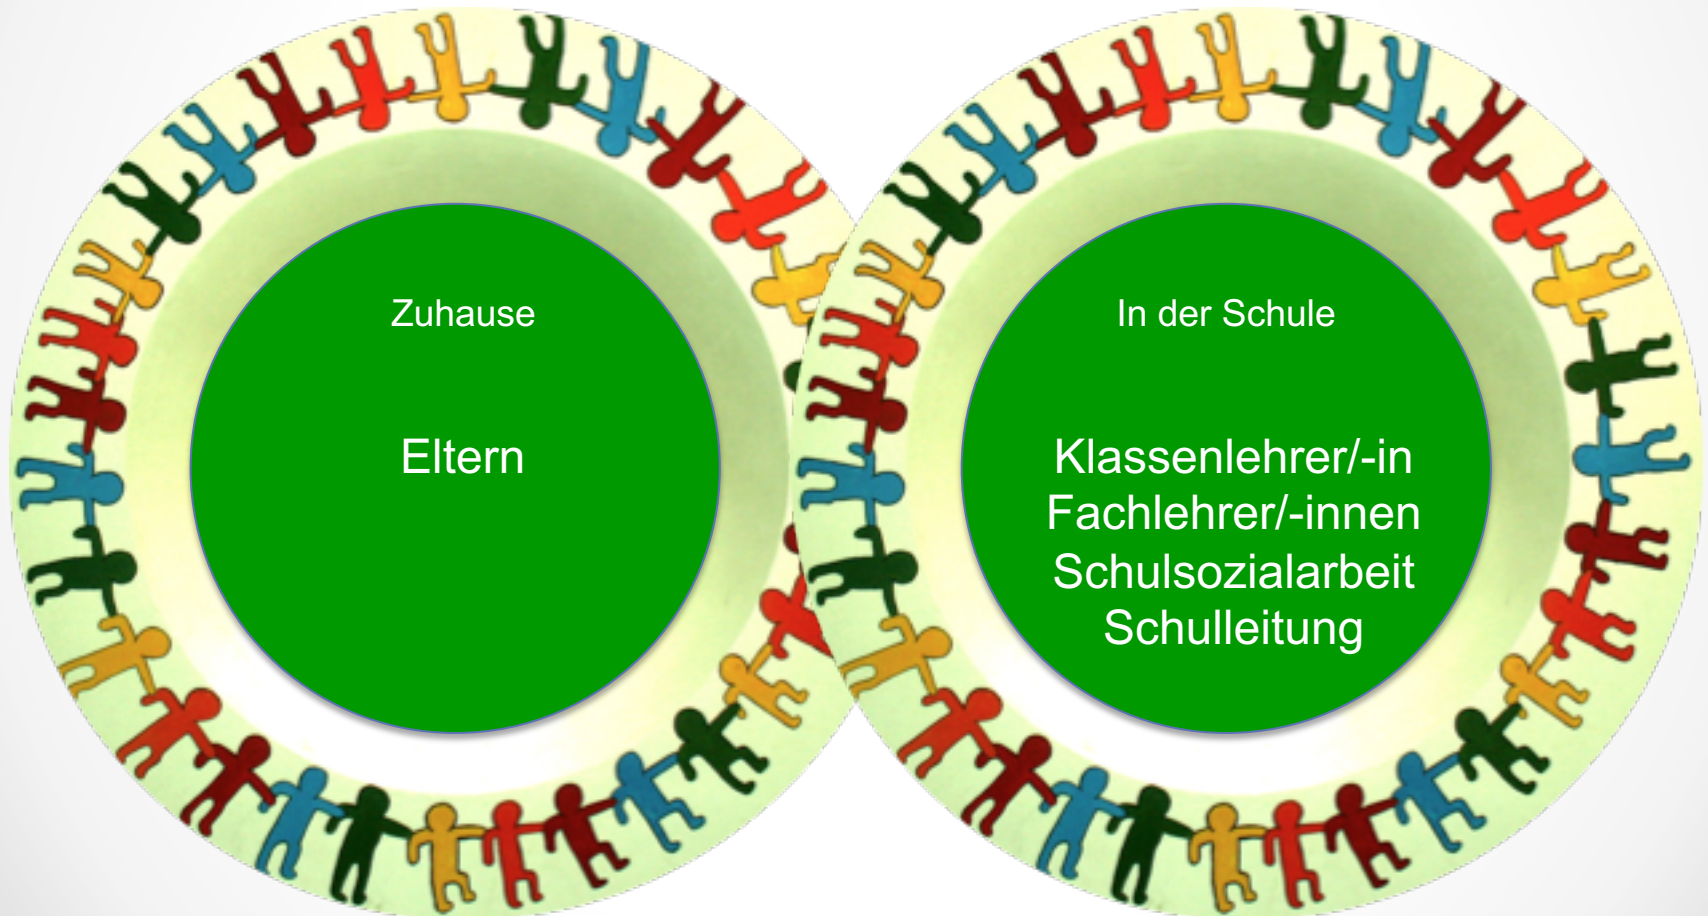 Zuhause
Eltern
In der Schule
Klassenlehrer/-in
Fachlehrer/-innen
Schulsozialarbeit
Schulleitung